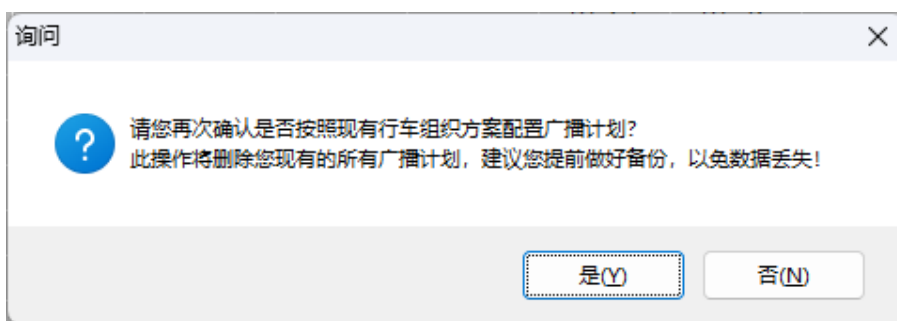 询问
请您再次确认是否按照现有行车组织方案配置广播计划?
此操作将删除您现有的所有广播计划，建议您提前做好备份，以免数据丢失!
是(Y)
否(N)